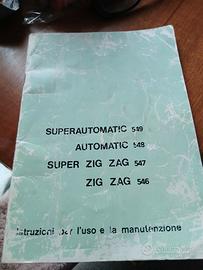 SUPERAUTOMATIC 549
AUTOMATIC 548
SUPER ZIG ZAG 547
ZIG ZAG 546
Istruzioni per l'uso e la manutenzione